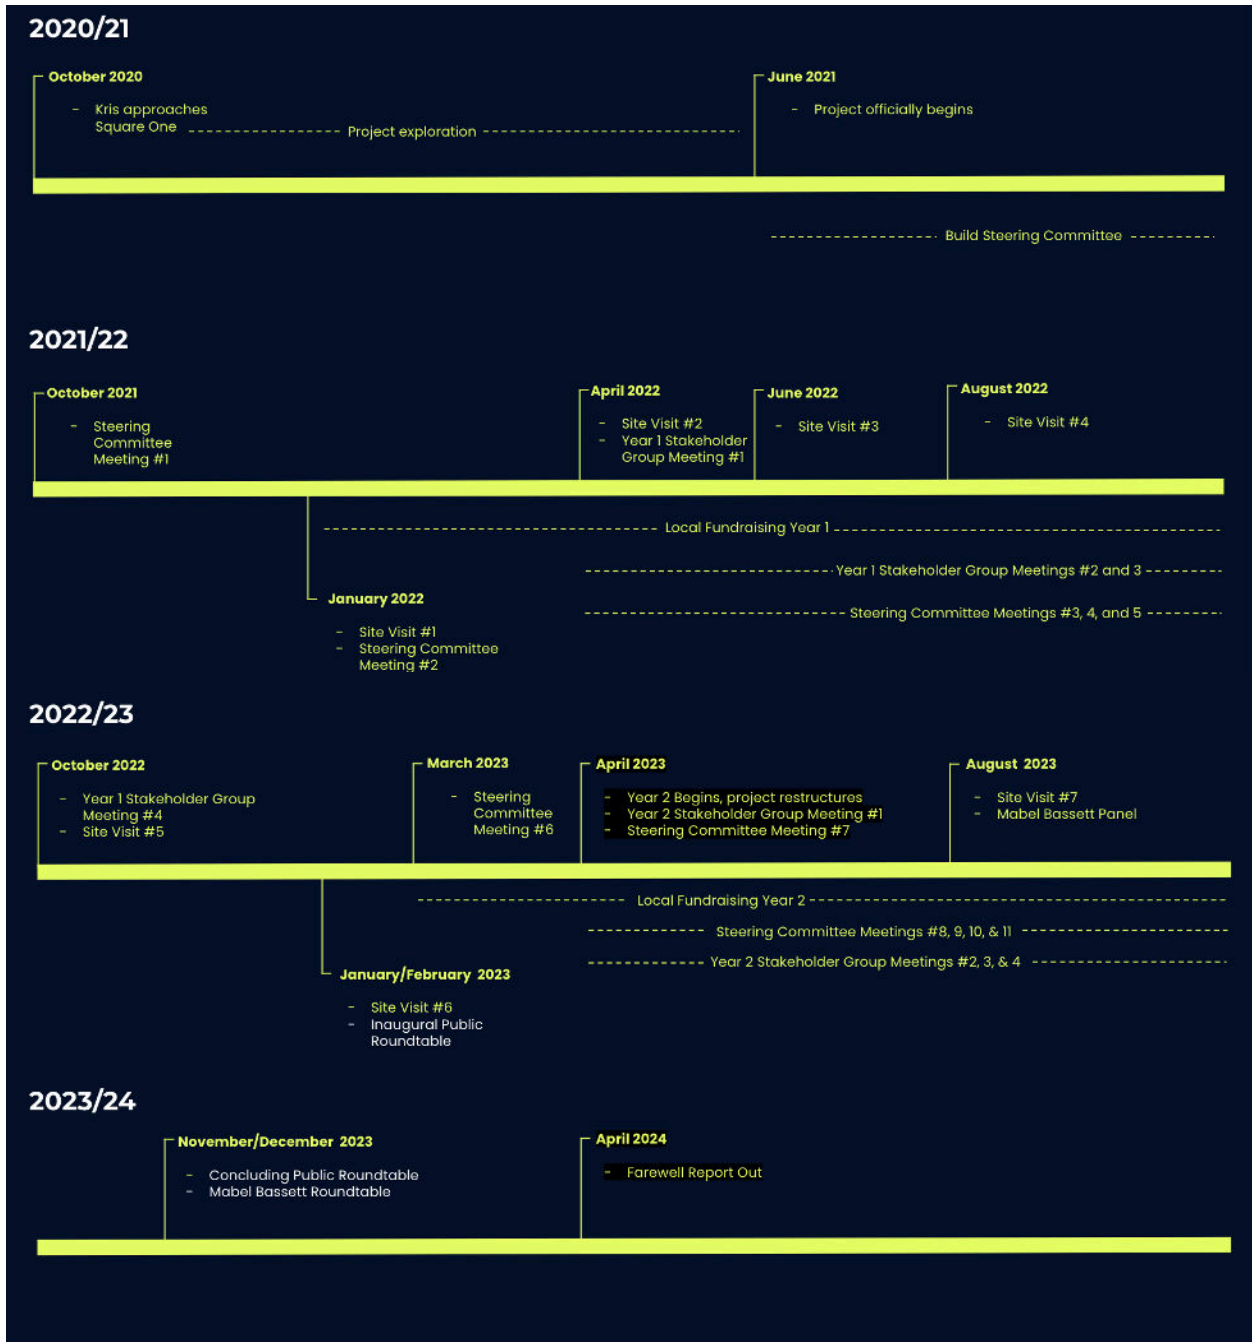 2020/21
October 2020
- Kris approaches
Square One
Project exploration
June 2021
- Project officially begins
Build Steering Committee
2021/22
October 2021
- Steering
Committee
Meeting #1
April 2022
- Site Visit #2
- Year 1 Stakeholder
Group Meeting #1
June 2022
- Site Visit #3
August 2022
- Site Visit #4
Local Fundraising Year 1
Year 1 Stakeholder Group Meetings #2 and 3
Steering Committee Meetings #3, 4, and 5
January 2022
- Site Visit #1
- Steering Committee
Meeting #2
2022/23
October 2022
- Year 1 Stakeholder Group
Meeting #4
- Site Visit #5
March 2023
- Steering
Committee
Meeting #6
April 2023
- Year 2 Begins, project restructures
- Year 2 Stakeholder Group Meeting #1
- Steering Committee Meeting #7
August 2023
- Site Visit #7
- Mabel Bassett Panel
Local Fundraising Year 2
Steering Committee Meetings #8, 9, 10, & 11
Year 2 Stakeholder Group Meetings #2, 3, & 4
January/February 2023
- Site Visit #6
- Inaugural Public
Roundtable
2023/24
November/December 2023
- Concluding Public Roundtable
- Mabel Bassett Roundtable
April 2024
- Farewell Report Out